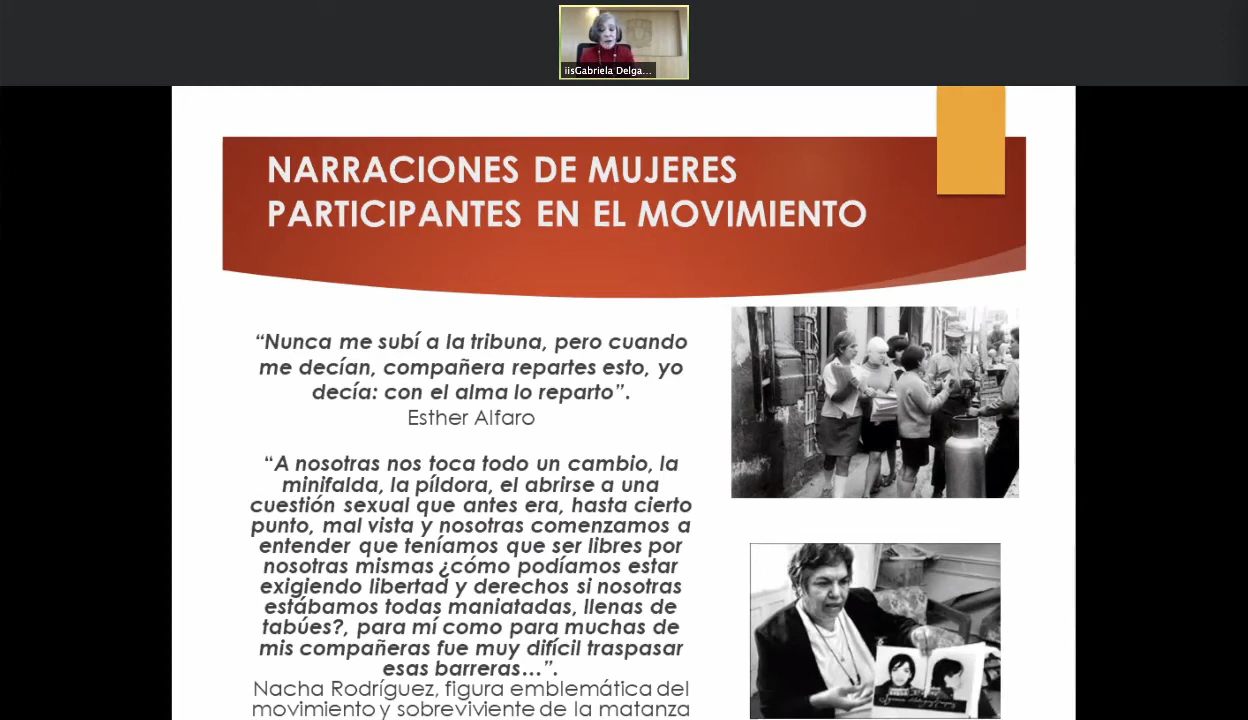 iisGabriela Delga...
NARRACIONES DE MUJERES
PARTICIPANTES EN EL MOVIMIENTO
“Nunca me subí a la tribuna, pero cuando
me decían, compañera repartes esto, yo
decía: con el alma lo reparto”.
Esther Alfaro
“A nosotras nos toca todo un cambio, la
minifalda, la píldora, el abrirse a una
cuestión sexual que antes era, hasta cierto
punto, mal vista y nosotras comenzamos a
entender que teníamos que ser libres por
nosotras mismas ¿cómo podíamos estar
exigiendo libertad y derechos si nosotras
estábamos todas maniatadas, llenas de
tabúes?, para mí como para muchas de
mis compañeras fue muy difícil traspasar
esas barreras…”.
Nacha Rodríguez, figura emblemática del
movimiento y sobreviviente de la matanza